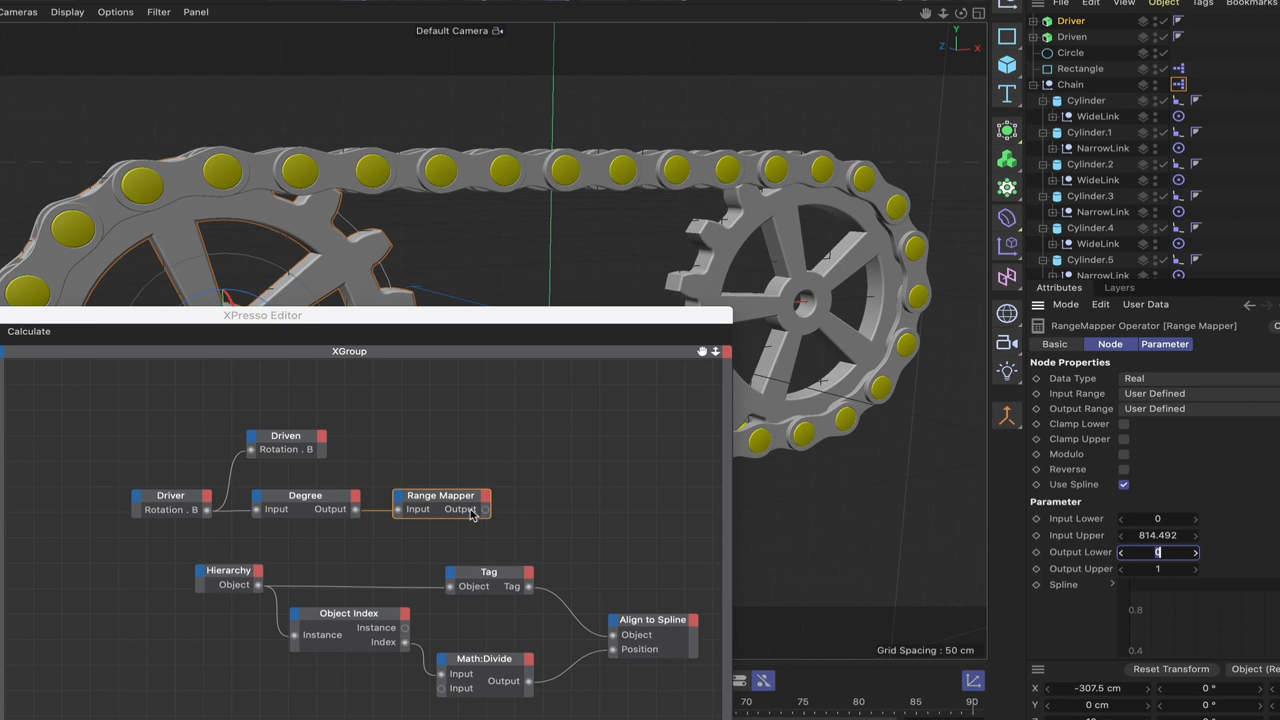 Cameras Display Options Filter Panel
File Edit View Object Tags Bookmarks
Default Camera
Y
Z X
Driver
Driven
Circle
Rectangle
Chain
Cylinder
WideLink
Cylinder.1
NarrowLink
Cylinder.2
WideLink
Cylinder.3
NarrowLink
Cylinder.4
WideLink
Cylinder.5
NarrowLink
Attributes Layers
Mode Edit User Data
RangeMapper Operator [Range Mapper]
Basic Node Parameter
Node Properties
Data Type Real
Input Range User Defined
Output Range User Defined
Clamp Lower
Clamp Upper
Modulo
Reverse
Use Spline
Parameter
Input Lower 0
Input Upper 814.492
Output Lower 0
Output Upper 1
Spline
0.8
0.4
Reset Transform Object (Re
X -307.5 cm 0 °
Y 0 cm 0 °
XPresso Editor
Calculate
XGroup
Driven
Rotation . B
Driver
Rotation . B
Degree
Input Output
Range Mapper
Input Output
Hierarchy
Object
Tag
Object Tag
Object Index
Instance
Instance
Index
Align to Spline
Object
Position
Math:Divide
Input
Output
Input
Grid Spacing : 50 cm
70 75 80 85 90